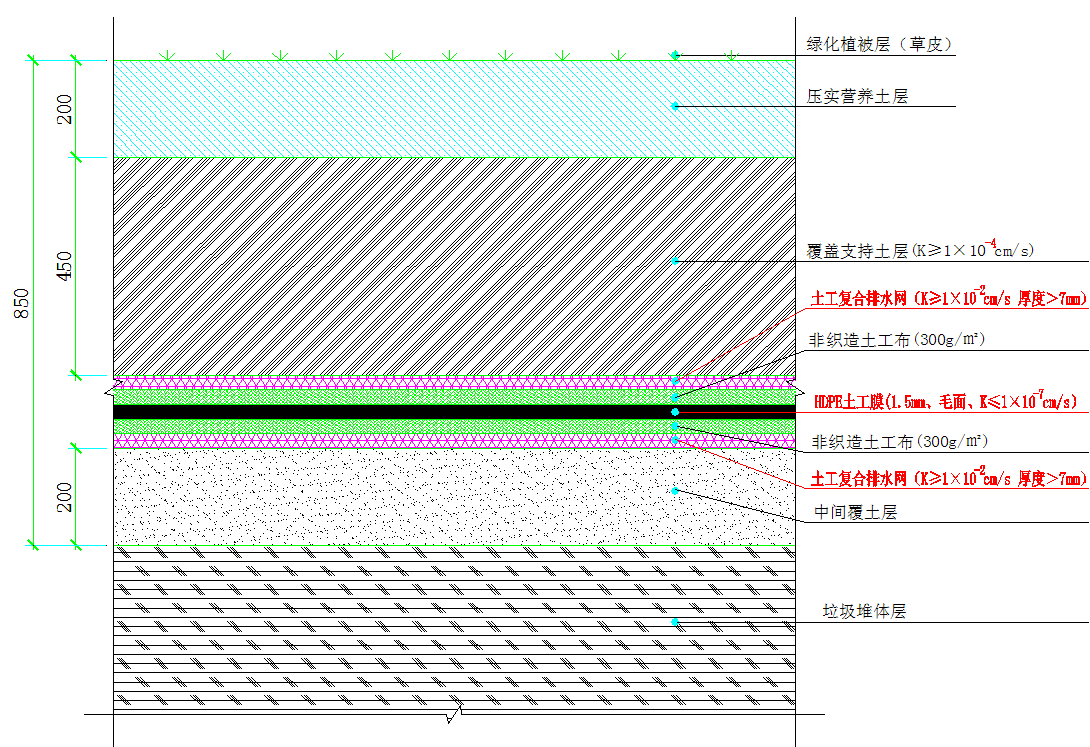 绿化植被层（草皮）
压实营养土层
覆盖支持土层(K≥1×10⁻⁴cm/s)
土工复合排水网（K≥1×10⁻²cm/s 厚度>7mm）
非织造土工布(300g/㎡)
HDPE土工膜(1.5mm、毛面、K≤1×10⁻⁷cm/s)
非织造土工布(300g/㎡)
土工复合排水网（K≥1×10⁻²cm/s 厚度>7mm）
中间覆土层
垃圾堆体层
200
450
850
200